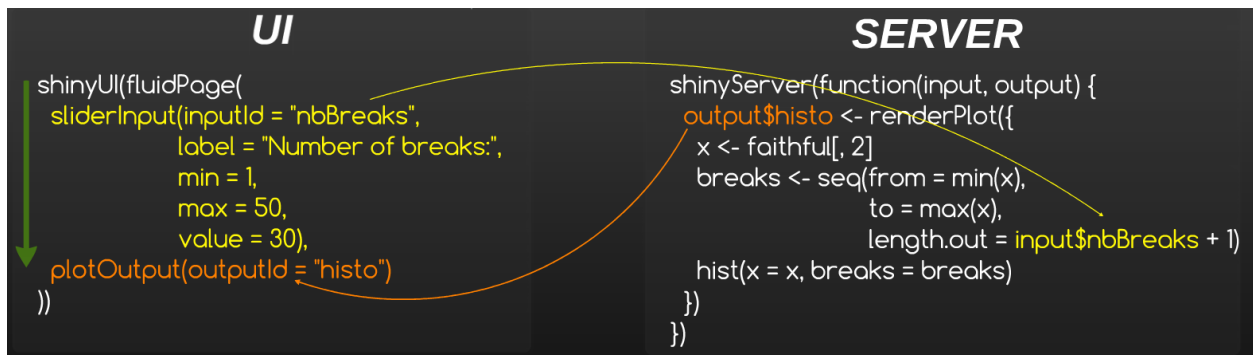 UI
shinyUI(fluidPage(
sliderInput(inputId = "nbBreaks",
label = "Number of breaks:",
min = 1,
max = 50,
value = 30),
plotOutput(outputId = "histo")
))
SERVER
shinyServer(function(input, output) {
output$histo <- renderPlot({
x <- faithful[, 2]
breaks <- seq(from = min(x),
to = max(x),
length.out = input$nbBreaks + 1)
hist(x = x, breaks = breaks)
})
})